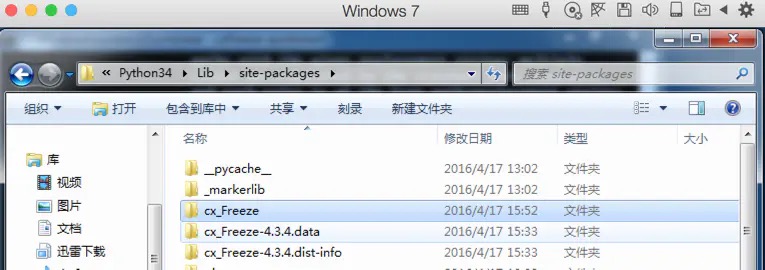 Windows 7
« Python34 ▸ Lib ▸ site-packages ▸
搜索 site-packages
组织 打开 包含到库中 共享 刻录 新建文件夹
名称 修改日期 类型 大小
库
视频
图片
文档
迅雷下载
__pycache__ 2016/4/17 13:02 文件夹
_markerlib 2016/4/17 13:02 文件夹
cx_Freeze 2016/4/17 15:52 文件夹
cx_Freeze-4.3.4.data 2016/4/17 15:33 文件夹
cx_Freeze-4.3.4.dist-info 2016/4/17 15:33 文件夹